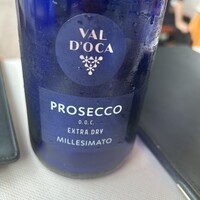 VAL
D'OCA
PROSECCO
D.O.C.
EXTRA DRY
MILLESIMATO